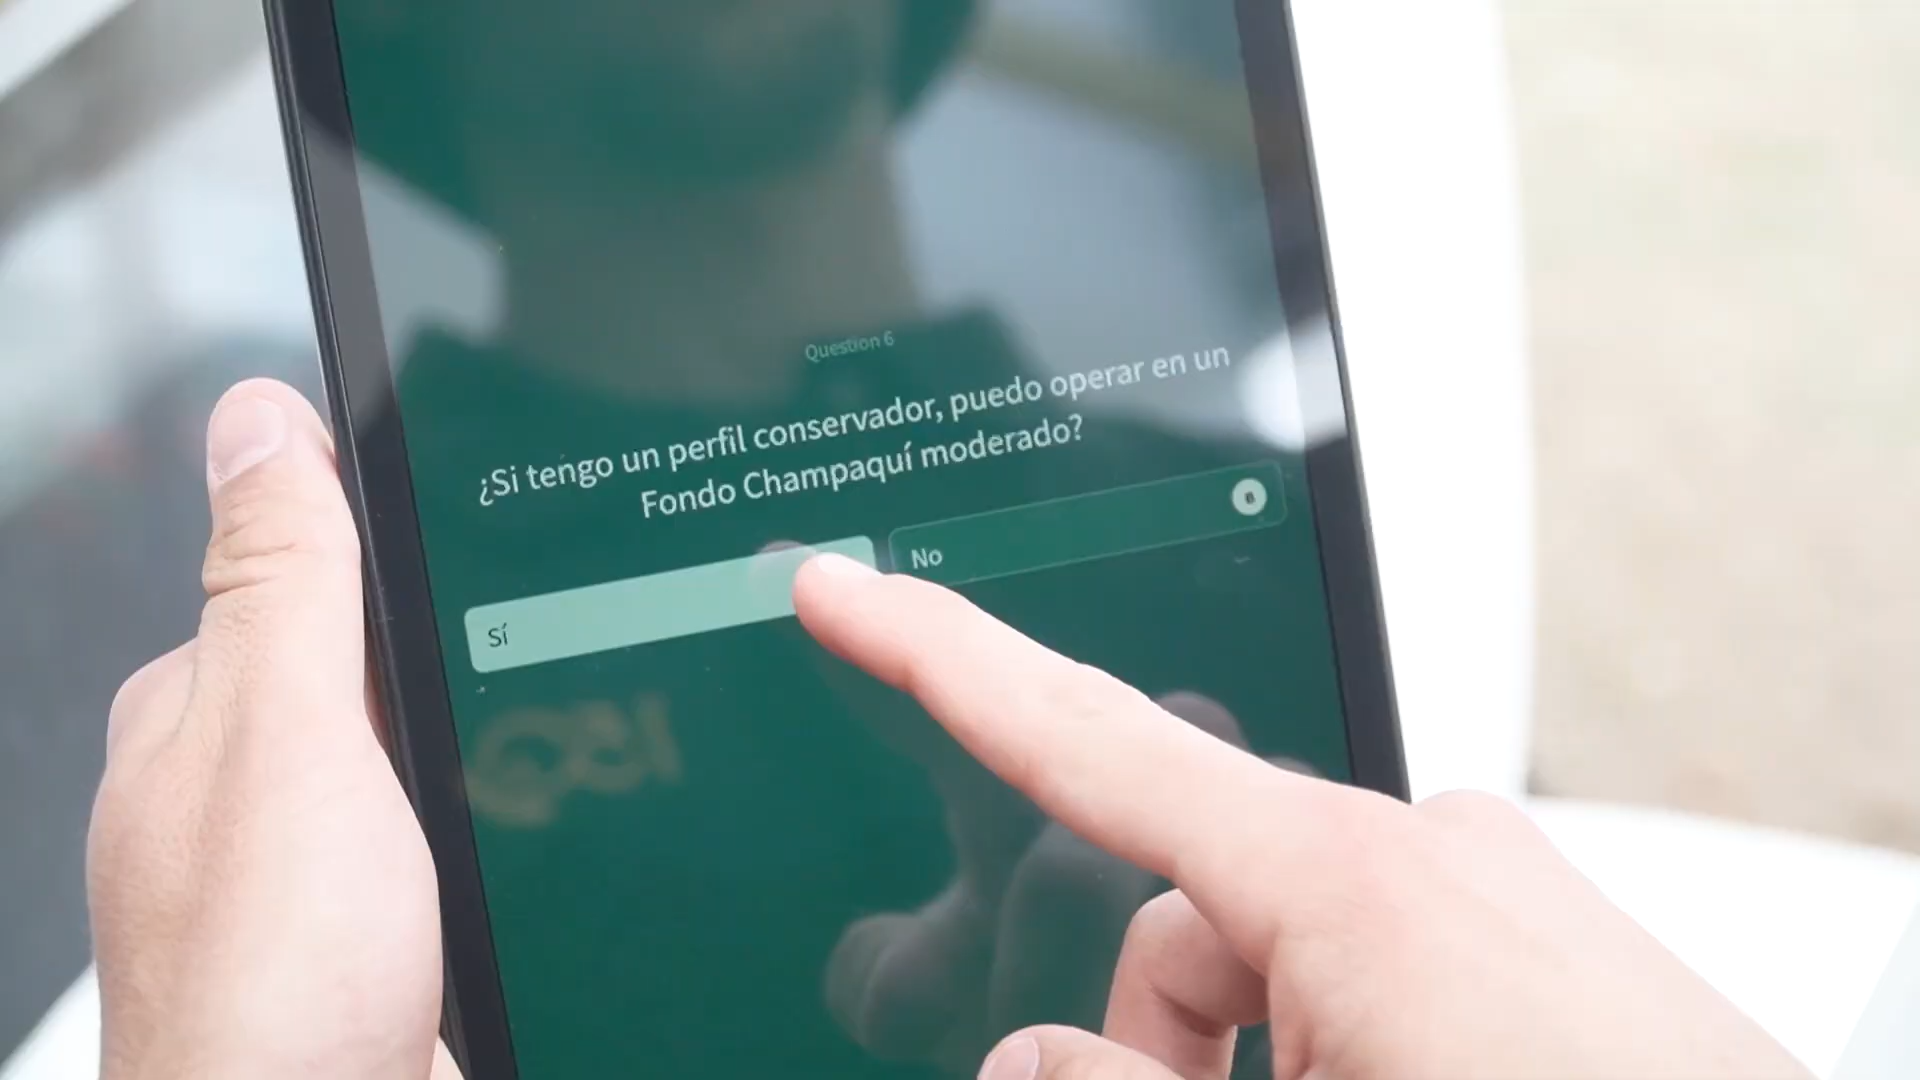 Question 6
¿Si tengo un perfil conservador, puedo operar en un
Fondo Champaquí moderado?
Sí
No
B